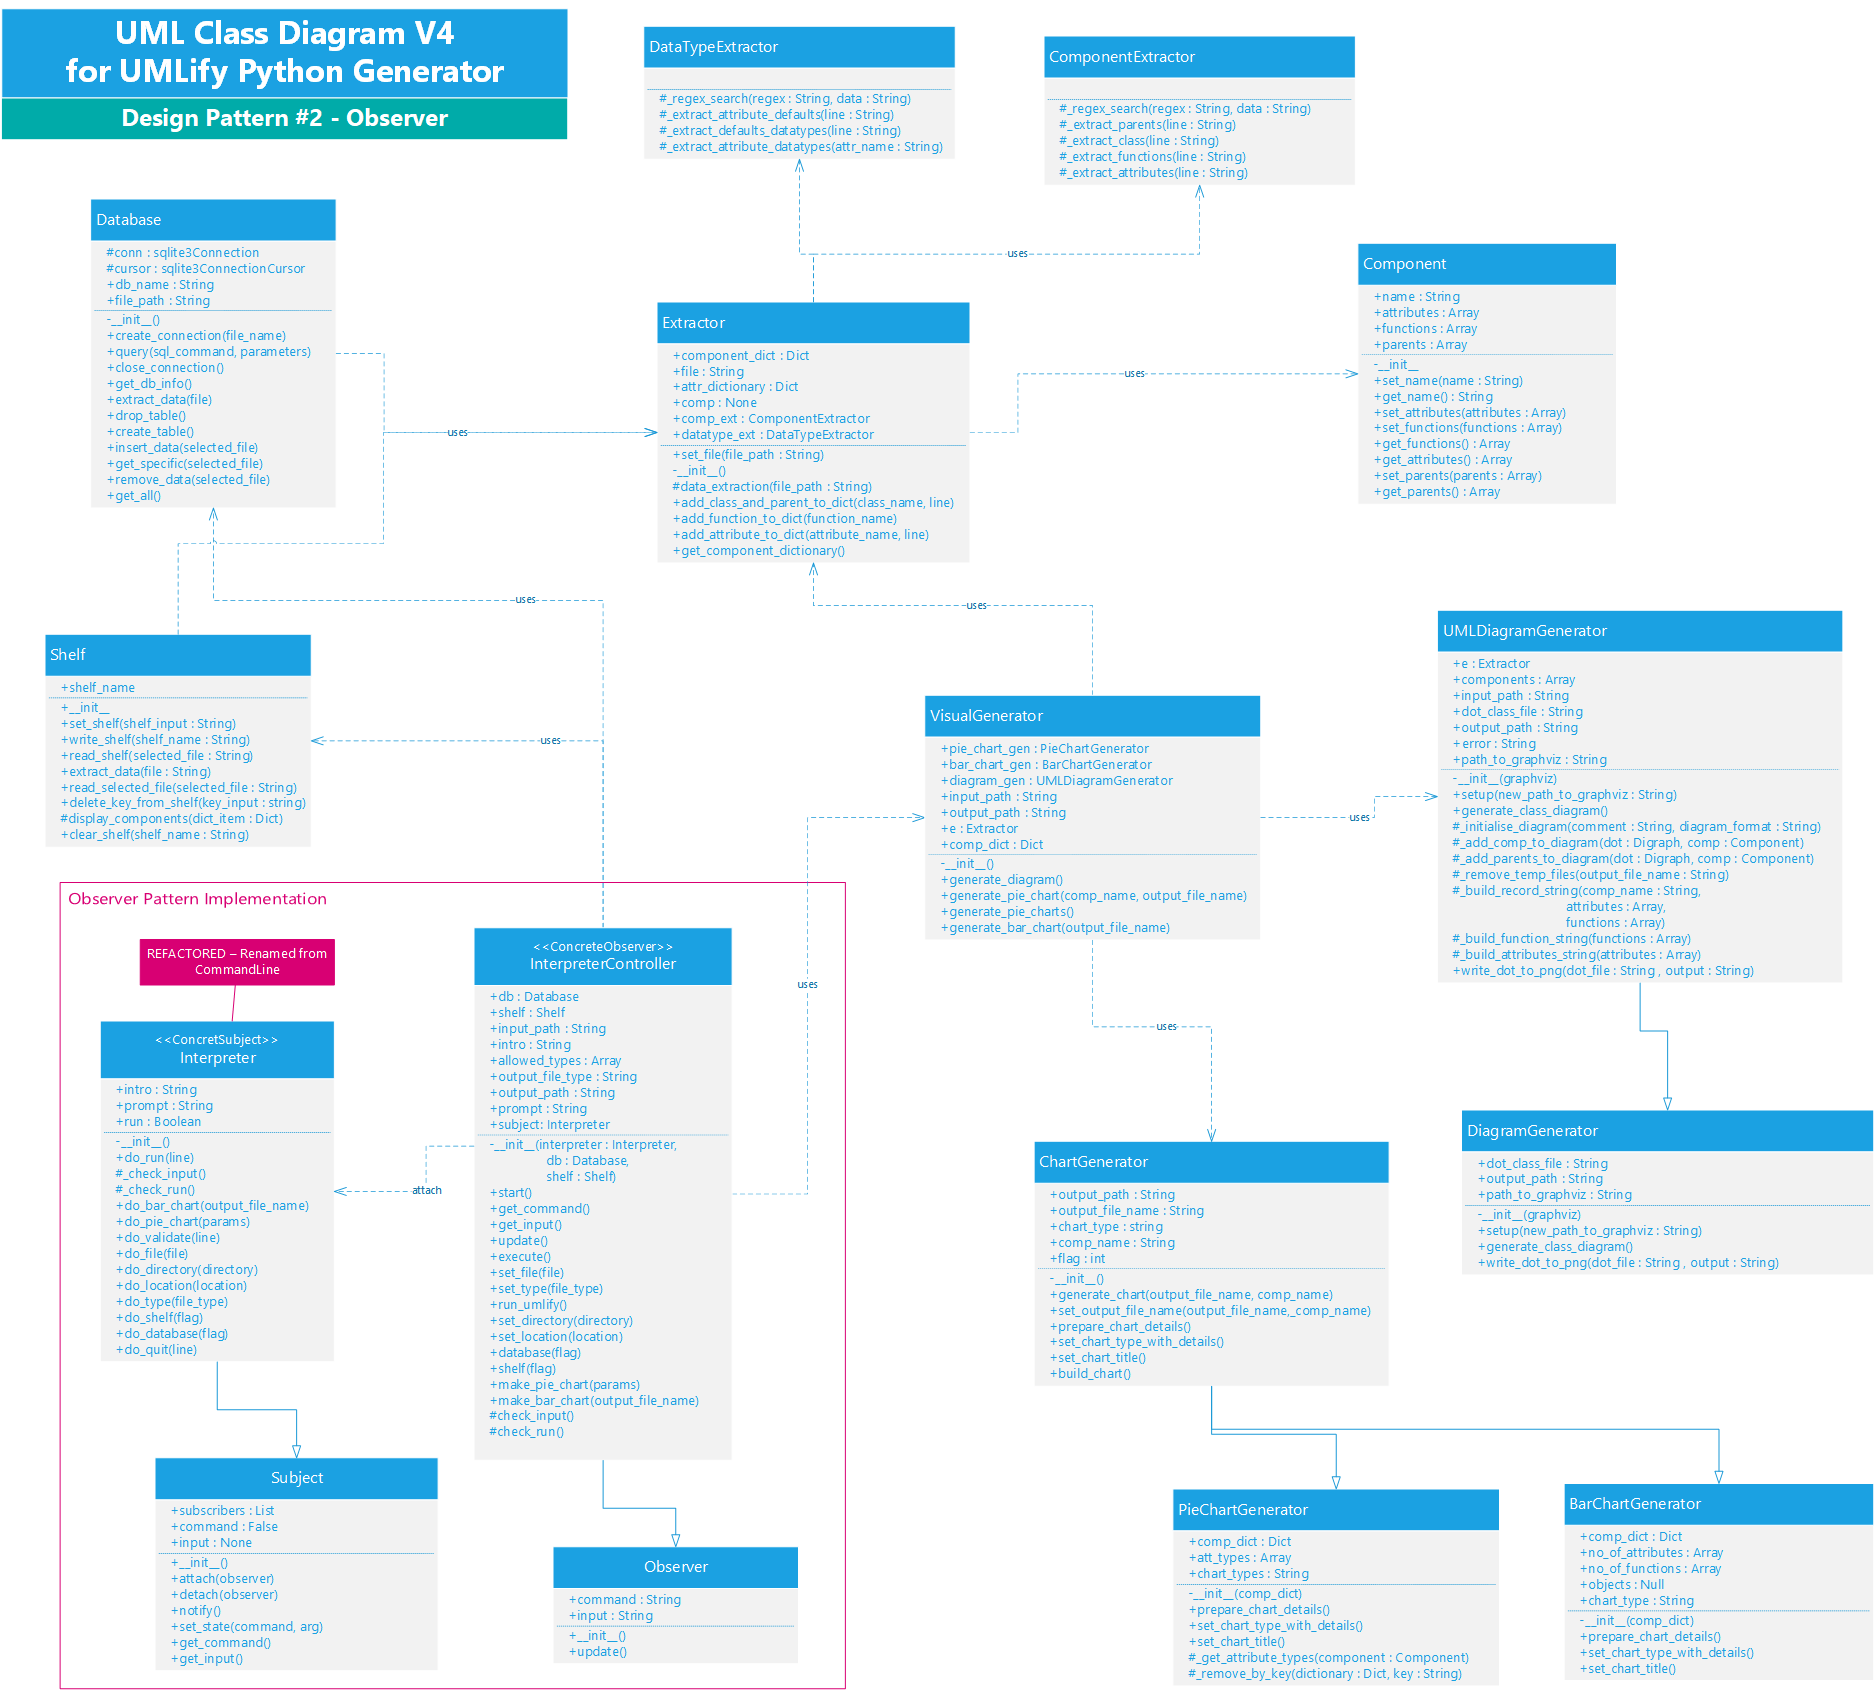 UML Class Diagram V4
for UMLify Python Generator
Design Pattern #2 - Observer
DataTypeExtractor
#_regex_search(regex : String, data : String)
#_extract_attribute_defaults(line : String)
#_extract_defaults_datatypes(line : String)
#_extract_attribute_datatypes(attr_name : String)
ComponentExtractor
#_regex_search(regex : String, data : String)
#_extract_parents(line : String)
#_extract_class(line : String)
#_extract_functions(line : String)
#_extract_attributes(line : String)
uses
Database
#conn : sqlite3Connection
#cursor : sqlite3ConnectionCursor
+db_name : String
+file_path : String
-__init__()
+create_connection(file_name)
+query(sql_command, parameters)
+close_connection()
+get_db_info()
+extract_data(file)
+drop_table()
+create_table()
+insert_data(selected_file)
+get_specific(selected_file)
+remove_data(selected_file)
+get_all()
uses
Extractor
+component_dict : Dict
+file : String
+attr_dictionary : Dict
+comp : None
+comp_ext : ComponentExtractor
+datatype_ext : DataTypeExtractor
+set_file(file_path : String)
-__init__()
#data_extraction(file_path : String)
+add_class_and_parent_to_dict(class_name, line)
+add_function_to_dict(function_name)
+add_attribute_to_dict(attribute_name, line)
+get_component_dictionary()
uses
Component
+name : String
+attributes : Array
+functions : Array
+parents : Array
-__init__
+set_name(name : String)
+get_name() : String
+set_attributes(attributes : Array)
+set_functions(functions : Array)
+get_functions() : Array
+get_attributes() : Array
+set_parents(parents : Array)
+get_parents() : Array
uses
uses
Shelf
+shelf_name
+__init__
+set_shelf(shelf_input : String)
+write_shelf(shelf_name : String)
+read_shelf(selected_file : String)
+extract_data(file : String)
+read_selected_file(selected_file : String)
+delete_key_from_shelf(key_input : string)
#display_components(dict_item : Dict)
+clear_shelf(shelf_name : String)
uses
VisualGenerator
+pie_chart_gen : PieChartGenerator
+bar_chart_gen : BarChartGenerator
+diagram_gen : UMLDiagramGenerator
+input_path : String
+output_path : String
+e : Extractor
+comp_dict : Dict
-__init__()
+generate_diagram()
+generate_pie_chart(comp_name, output_file_name)
+generate_pie_charts()
+generate_bar_chart(output_file_name)
uses
UMLDiagramGenerator
+e : Extractor
+components : Array
+input_path : String
+dot_class_file : String
+output_path : String
+error : String
+path_to_graphviz : String
-__init__(graphviz)
+setup(new_path_to_graphviz : String)
+generate_class_diagram()
#_initialise_diagram(comment : String, diagram_format : String)
#_add_comp_to_diagram(dot : Digraph, comp : Component)
#_add_parents_to_diagram(dot : Digraph, comp : Component)
#_remove_temp_files(output_file_name : String)
#_build_record_string(comp_name : String,
attributes : Array,
functions : Array)
#_build_function_string(functions : Array)
#_build_attributes_string(attributes : Array)
+write_dot_to_png(dot_file : String , output : String)
Observer Pattern Implementation
REFACTORED – Renamed from
CommandLine
<<ConcretSubject>>
Interpreter
+intro : String
+prompt : String
+run : Boolean
-__init__()
+do_run(line)
#_check_input()
#_check_run()
+do_bar_chart(output_file_name)
+do_pie_chart(params)
+do_validate(line)
+do_file(file)
+do_directory(directory)
+do_location(location)
+do_type(file_type)
+do_shelf(flag)
+do_database(flag)
+do_quit(line)
attach
<<ConcreteObserver>>
InterpreterController
+db : Database
+shelf : Shelf
+input_path : String
+intro : String
+allowed_types : Array
+output_file_type : String
+output_path : String
+prompt : String
+subject: Interpreter
-__init__(interpreter : Interpreter,
db : Database,
shelf : Shelf)
+start()
+get_command()
+get_input()
+update()
+execute()
+set_file(file)
+set_type(file_type)
+run_umlify()
+set_directory(directory)
+set_location(location)
+database(flag)
+shelf(flag)
+make_pie_chart(params)
+make_bar_chart(output_file_name)
#check_input()
#check_run()
uses
uses
ChartGenerator
+output_path : String
+output_file_name : String
+chart_type : string
+comp_name : String
+flag : int
-__init__()
+generate_chart(output_file_name, comp_name)
+set_output_file_name(output_file_name,_comp_name)
+prepare_chart_details()
+set_chart_type_with_details()
+set_chart_title()
+build_chart()
DiagramGenerator
+dot_class_file : String
+output_path : String
+path_to_graphviz : String
-__init__(graphviz)
+setup(new_path_to_graphviz : String)
+generate_class_diagram()
+write_dot_to_png(dot_file : String , output : String)
Subject
+subscribers : List
+command : False
+input : None
+__init__()
+attach(observer)
+detach(observer)
+notify()
+set_state(command, arg)
+get_command()
+get_input()
Observer
+command : String
+input : String
+__init__()
+update()
PieChartGenerator
+comp_dict : Dict
+att_types : Array
+chart_types : String
-__init__(comp_dict)
+prepare_chart_details()
+set_chart_type_with_details()
+set_chart_title()
#_get_attribute_types(component : Component)
#_remove_by_key(dictionary : Dict, key : String)
BarChartGenerator
+comp_dict : Dict
+no_of_attributes : Array
+no_of_functions : Array
+objects : Null
+chart_type : String
-__init__(comp_dict)
+prepare_chart_details()
+set_chart_type_with_details()
+set_chart_title()